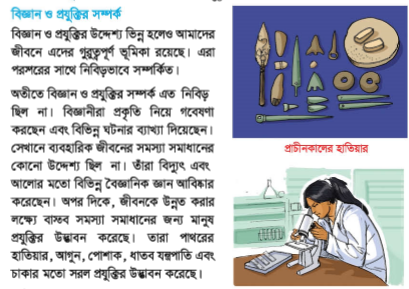 বিজ্ঞান ও প্রযুক্তির সম্পর্ক
বিজ্ঞান ও প্রযুক্তির উদ্দেশ্য ভিন্ন হলেও আমাদের
জীবনে এদের গুরুত্বপূর্ণ ভূমিকা রয়েছে। এরা
পরস্পরের সাথে নিবিড়ভাবে সম্পর্কিত।
অতীতে বিজ্ঞান ও প্রযুক্তির সম্পর্ক এত নিবিড়
ছিল না। বিজ্ঞানীরা প্রকৃতি নিয়ে গবেষণা
করছেন এবং বিভিন্ন ঘটনার ব্যাখ্যা দিয়েছেন।
সেখানে ব্যবহারিক জীবনের সমস্যা সমাধানের
কোনো উদ্দেশ্য ছিল না। তাঁরা বিদ্যুৎ এবং
আলোর মতো বিভিন্ন বৈজ্ঞানিক জ্ঞান আবিষ্কার
করেছেন। অপর দিকে, জীবনকে উন্নত করার
লক্ষ্যে বাস্তব সমস্যা সমাধানের জন্য মানুষ
প্রযুক্তির উদ্ভাবন করেছে। তারা পাথরের
হাতিয়ার, আগুন, পোশাক, ধাতব যন্ত্রপাতি এবং
চাকার মতো সরল প্রযুক্তির উদ্ভাবন করেছে।
প্রাচীনকালের হাতিয়ার